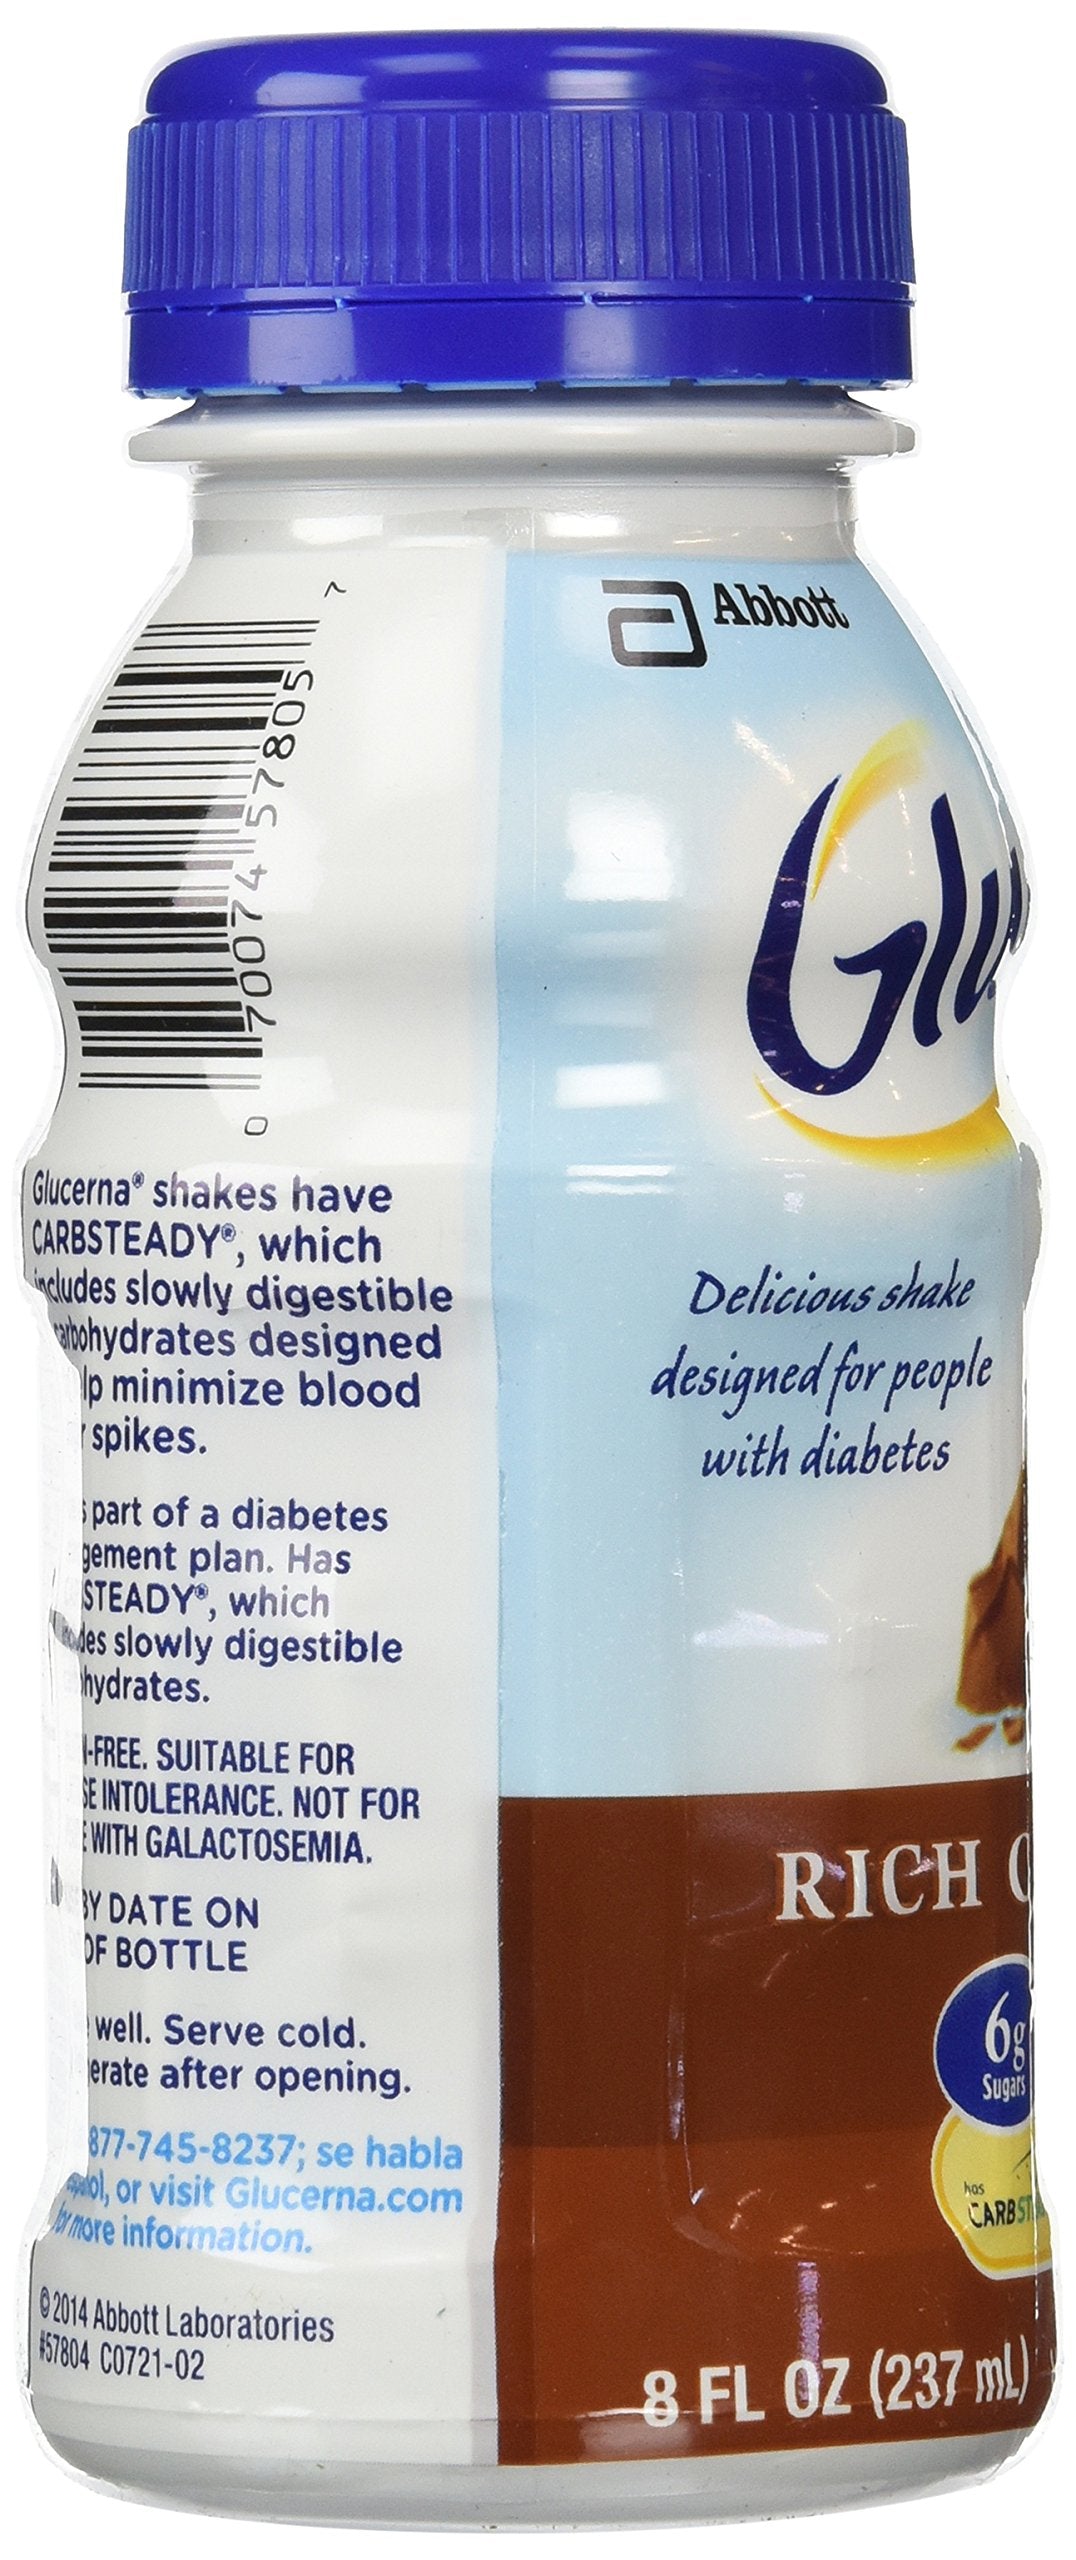 7
0 70074 57805
Glucerna® shakes have
CARBSTEADY®, which
includes slowly digestible
carbohydrates designed
lp minimize blood
spikes.
part of a diabetes
gement plan. Has
STEADY®, which
des slowly digestible
hydrates.
-FREE. SUITABLE FOR
SE INTOLERANCE. NOT FOR
WITH GALACTOSEMIA.
BY DATE ON
OF BOTTLE
well. Serve cold.
erate after opening.
877-745-8237; se habla
or visit Glucerna.com
for more information.
© 2014 Abbott Laboratories
#57804 C0721-02
Abbott
Glu
Delicious shake
designed for people
with diabetes
RICH C
6g
Sugars
has
CARBST
8 FL OZ (237 mL)